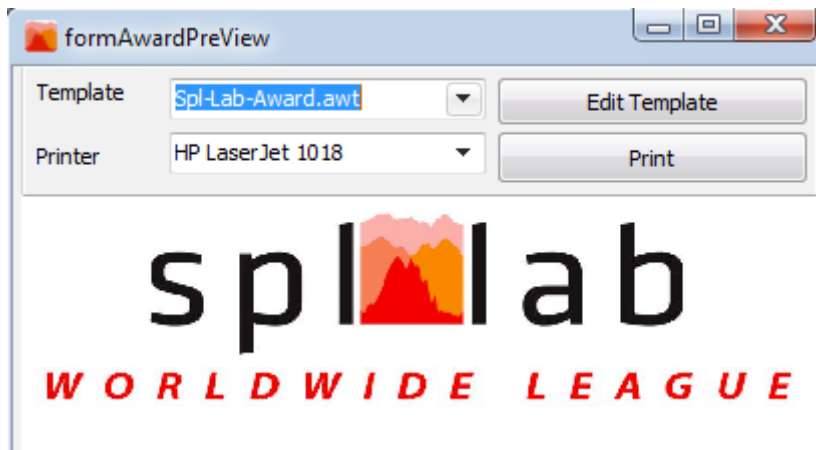 formAwardPreView
Template Spl-Lab-Award.awt Edit Template
Printer HP LaserJet 1018 Print
spl lab
WORLDWIDE LEAGUE